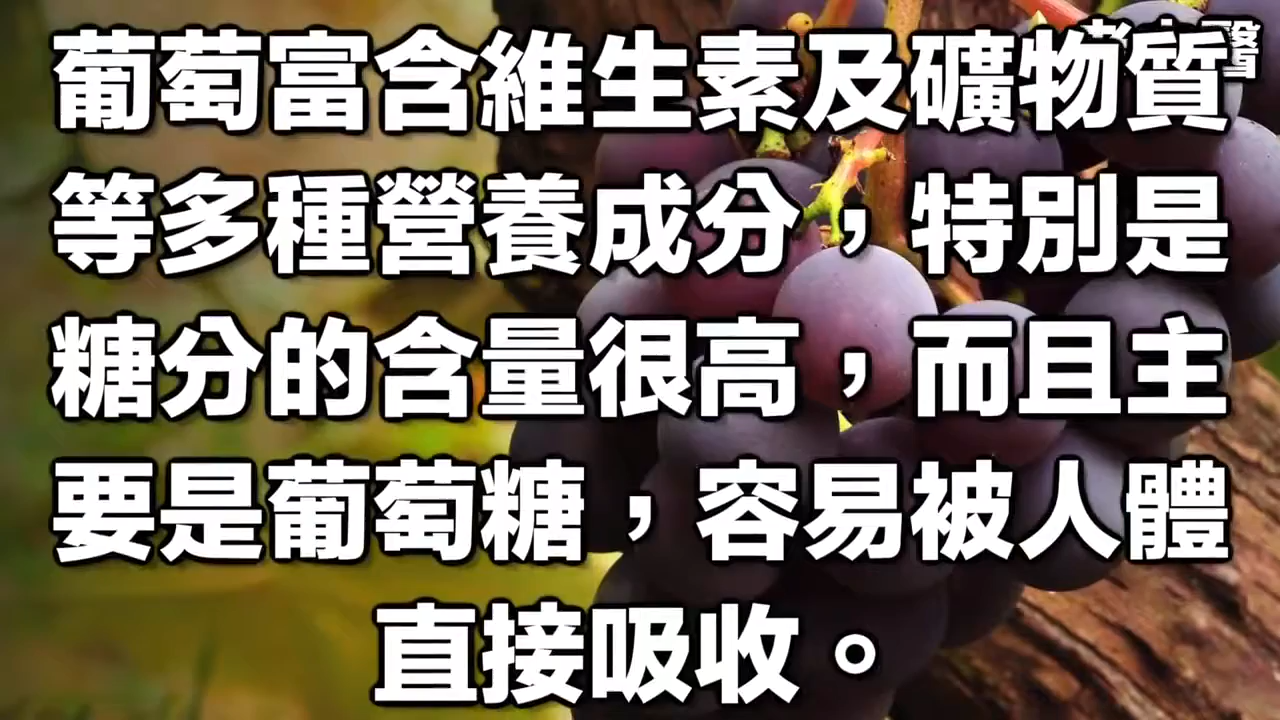 葡萄富含維生素及礦物質
等多種營養成分，特別是
糖分的含量很高，而且主
要是葡萄糖，容易被人體
直接吸收。